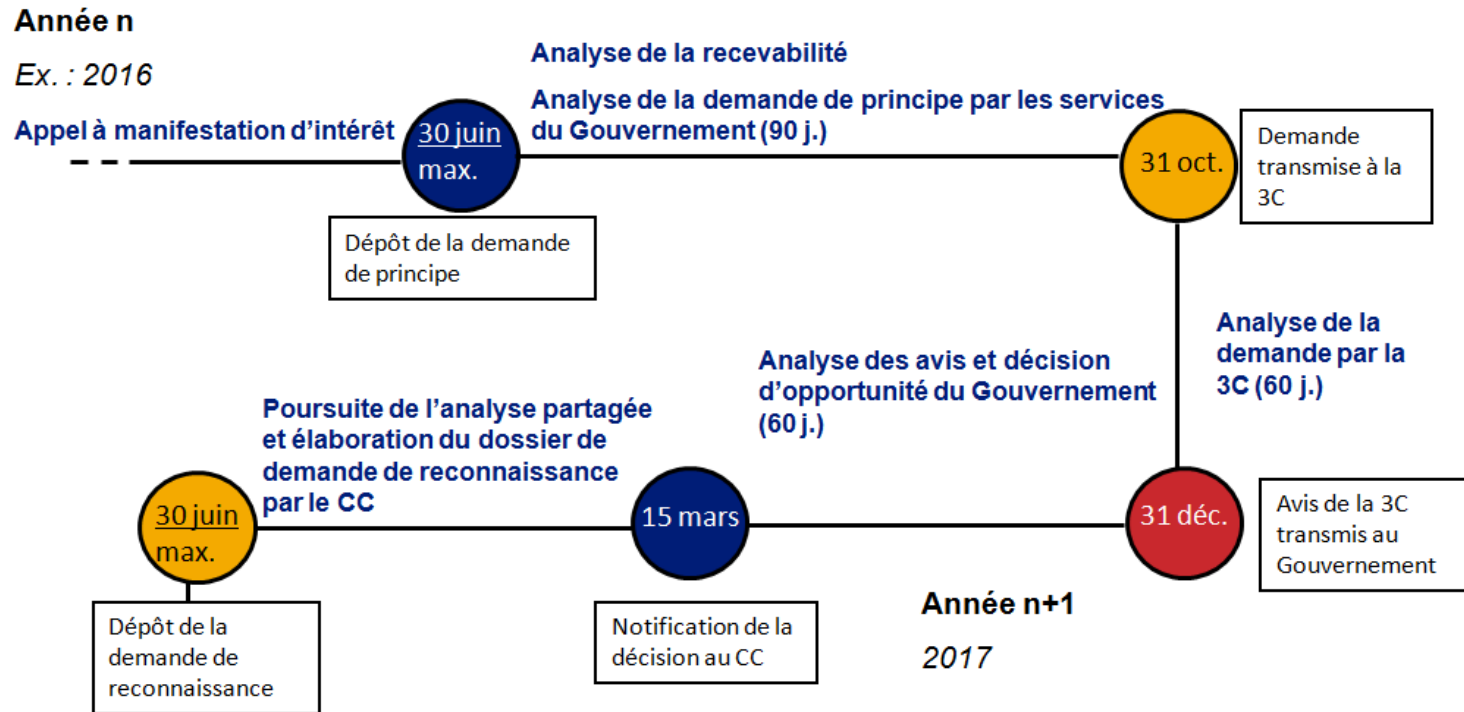 Année n
Ex. : 2016
Appel à manifestation d’intérêt
30 juin
max.
Dépôt de la demande
de principe
Analyse de la recevabilité
Analyse de la demande de principe par les services
du Gouvernement (90 j.)
31 oct.
Demande
transmise à la
3C
Analyse de la
demande par la
3C (60 j.)
31 déc.
Avis de la 3C
transmis au
Gouvernement
Analyse des avis et décision
d’opportunité du Gouvernement
(60 j.)
Année n+1
2017
15 mars
Notification de la
décision au CC
Poursuite de l’analyse partagée
et élaboration du dossier de
demande de reconnaissance
par le CC
30 juin
max.
Dépôt de la
demande de
reconnaissance